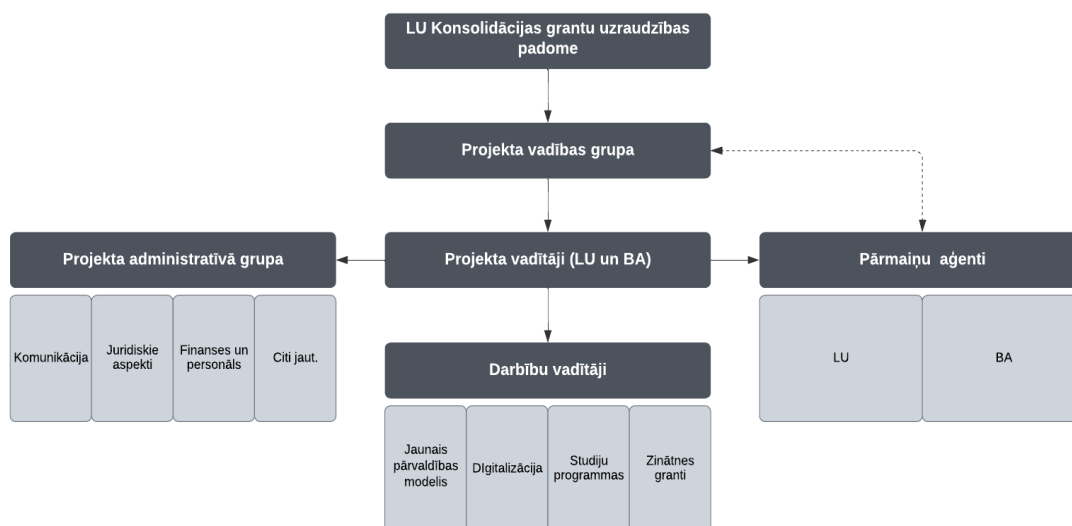 LU Konsolidācijas grantu uzraudzības
padome
Projekta vadības grupa
Projekta administratīvā grupa
Projekta vadītāji (LU un BA)
Pārmaiņu aģenti
Komunikācija
Juridiskie
aspekti
Finanses un
personāls
Citi jaut.
LU
BA
Darbību vadītāji
Jaunais
pārvaldības
modelis
DIgitalizācija
Studiju
programmas
Zinātnes
granti